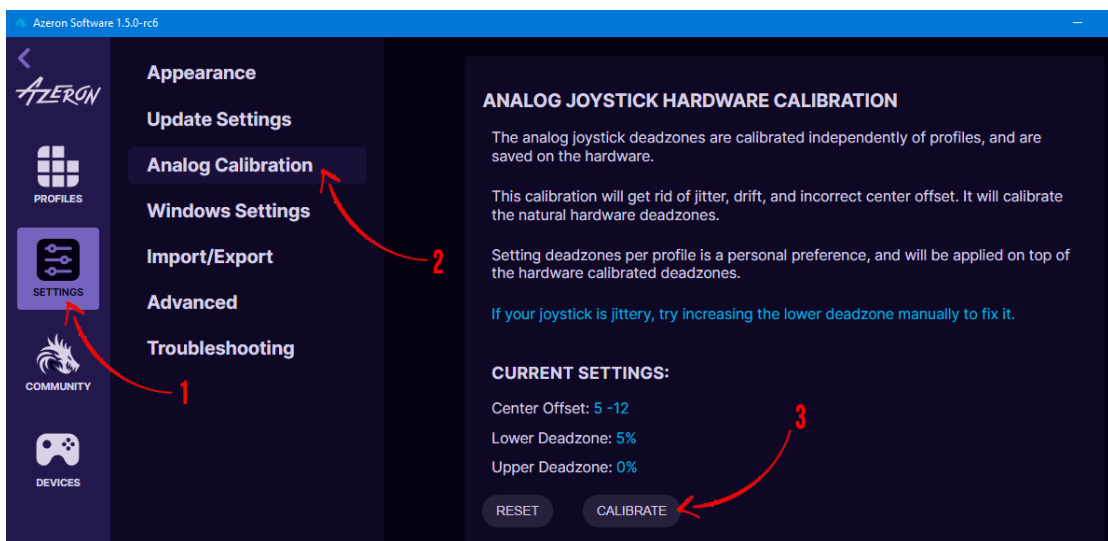 Azeron Software 1.5.0-rc6
AZERON
PROFILES
SETTINGS
COMMUNITY
DEVICES
Appearance
Update Settings
Analog Calibration
Windows Settings
Import/Export
Advanced
Troubleshooting
1
2
ANALOG JOYSTICK HARDWARE CALIBRATION
The analog joystick deadzones are calibrated independently of profiles, and are
saved on the hardware.
This calibration will get rid of jitter, drift, and incorrect center offset. It will calibrate
the natural hardware deadzones.
Setting deadzones per profile is a personal preference, and will be applied on top of
the hardware calibrated deadzones.
If your joystick is jittery, try increasing the lower deadzone manually to fix it.
CURRENT SETTINGS:
Center Offset: 5 -12
Lower Deadzone: 5%
Upper Deadzone: 0%
3
RESET
CALIBRATE